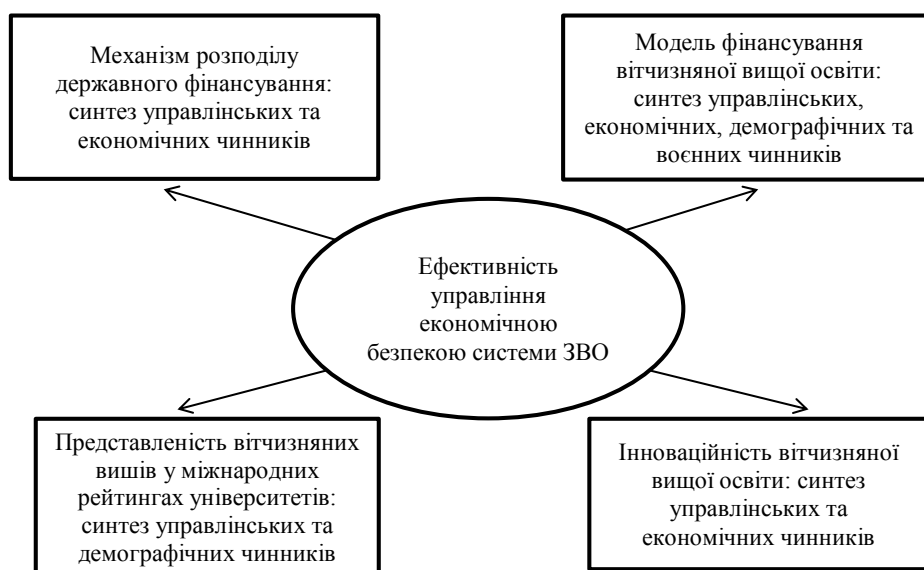 Механізм розподілу
державного фінансування:
синтез управлінських та
економічних чинників
Модель фінансування
вітчизняної вищої освіти:
синтез управлінських,
економічних, демографічних та
воєнних чинників
Ефективність
управління
економічною
безпекою системи ЗВО
Представленість вітчизняних
вишів у міжнародних
рейтингах університетів:
синтез управлінських та
демографічних чинників
Інноваційність вітчизняної
вищої освіти: синтез
управлінських та
економічних чинників